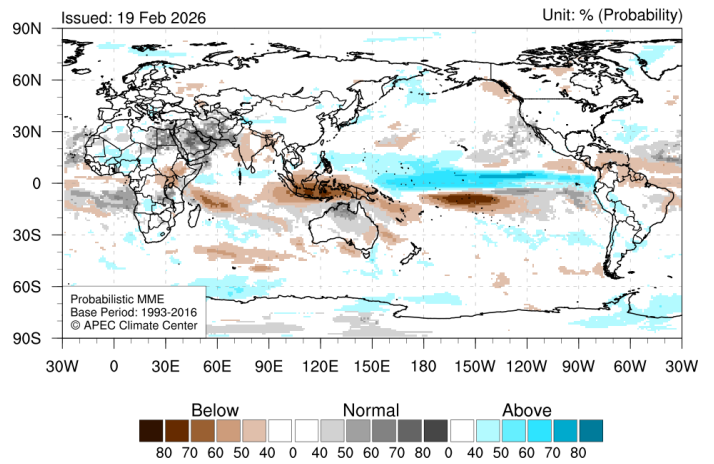 Issued: 19 Feb 2026 Unit: % (Probability)
90N
60N
30N
0
30S
60S
90S
Probabilistic MME
Base Period: 1993-2016
© APEC Climate Center
30W 0 30E 60E 90E 120E 150E 180 150W 120W 90W 60W 30W
Below Normal Above
80 70 60 50 40 0 40 50 60 70 80 0 40 50 60 70 80